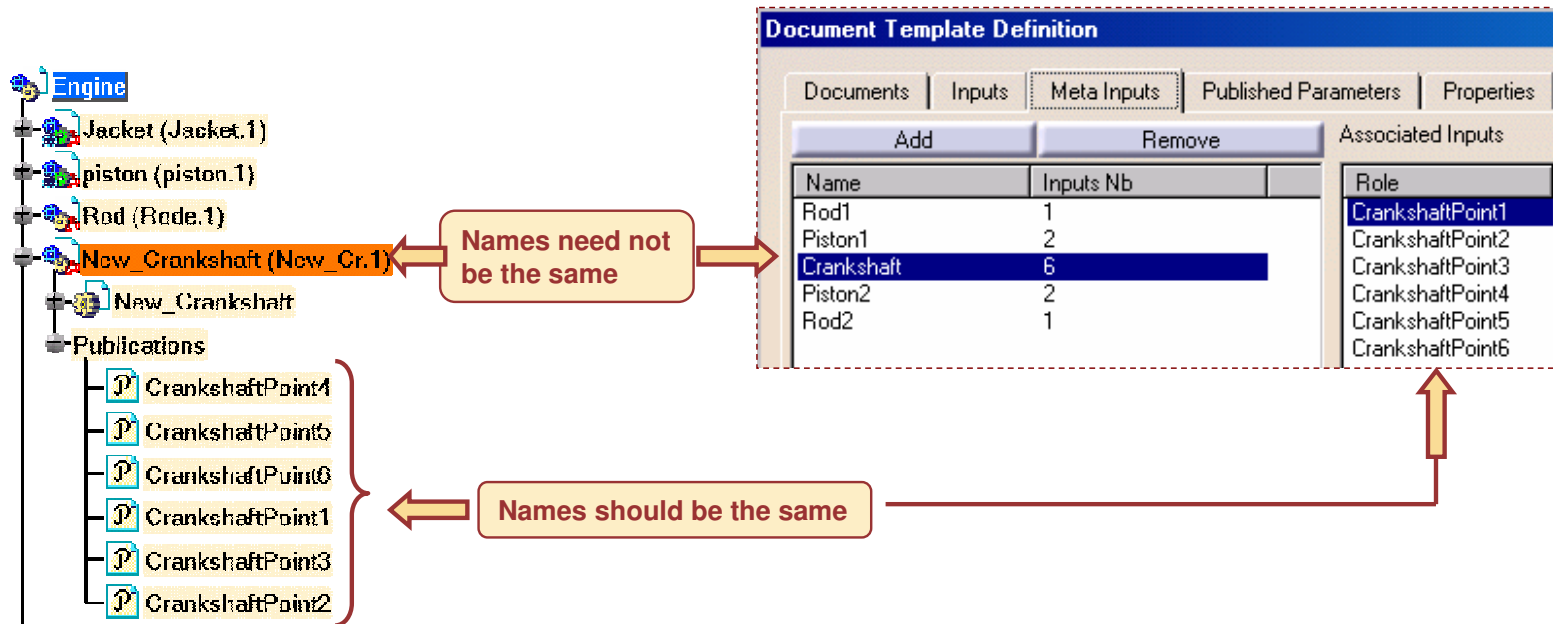 Engine
Jacket (Jacket.1)
piston (piston.1)
Rod (Rode.1)
New_Crankshaft (New_Cr.1)
New_Crankshaft
Publications
CrankshaftPoint4
CrankshaftPoint5
CrankshaftPoint6
CrankshaftPoint1
CrankshaftPoint3
CrankshaftPoint2
Names need not
be the same
Names should be the same
Document Template Definition
Documents Inputs Meta Inputs Published Parameters Properties
Add Remove Associated Inputs
Name Inputs Nb Role
Rod1 1 CrankshaftPoint1
Piston1 2 CrankshaftPoint2
Crankshaft 6 CrankshaftPoint3
Piston2 2 CrankshaftPoint4
Rod2 1 CrankshaftPoint5
CrankshaftPoint6